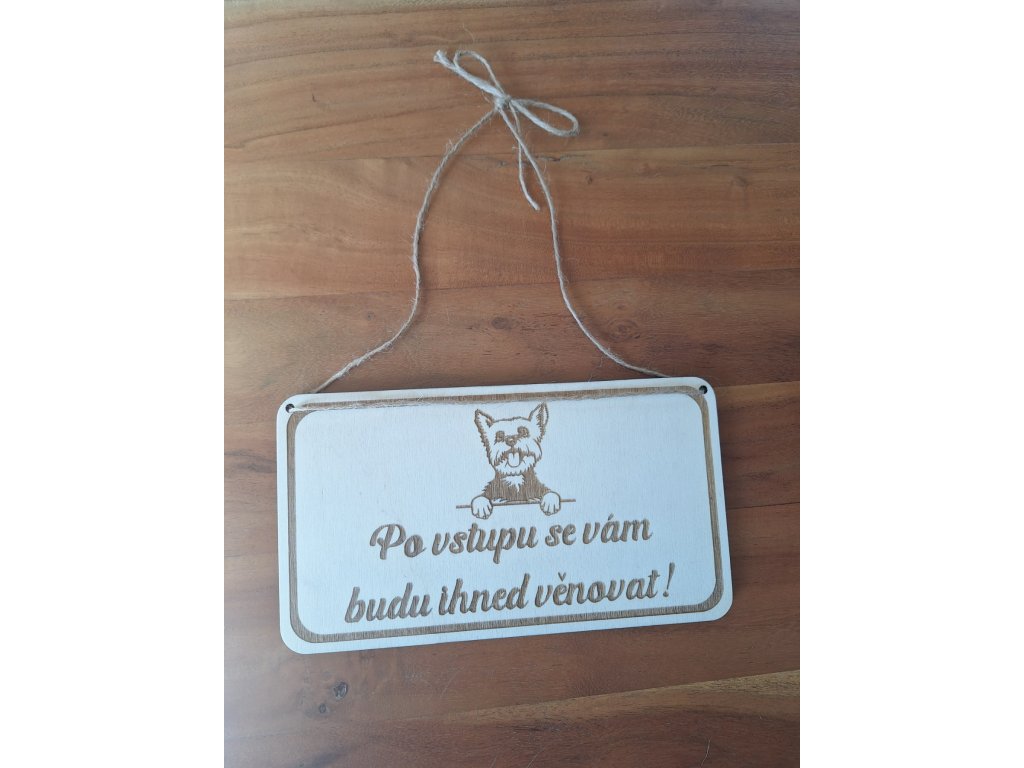 Po vstupu se vám
budu ihned věnovat!